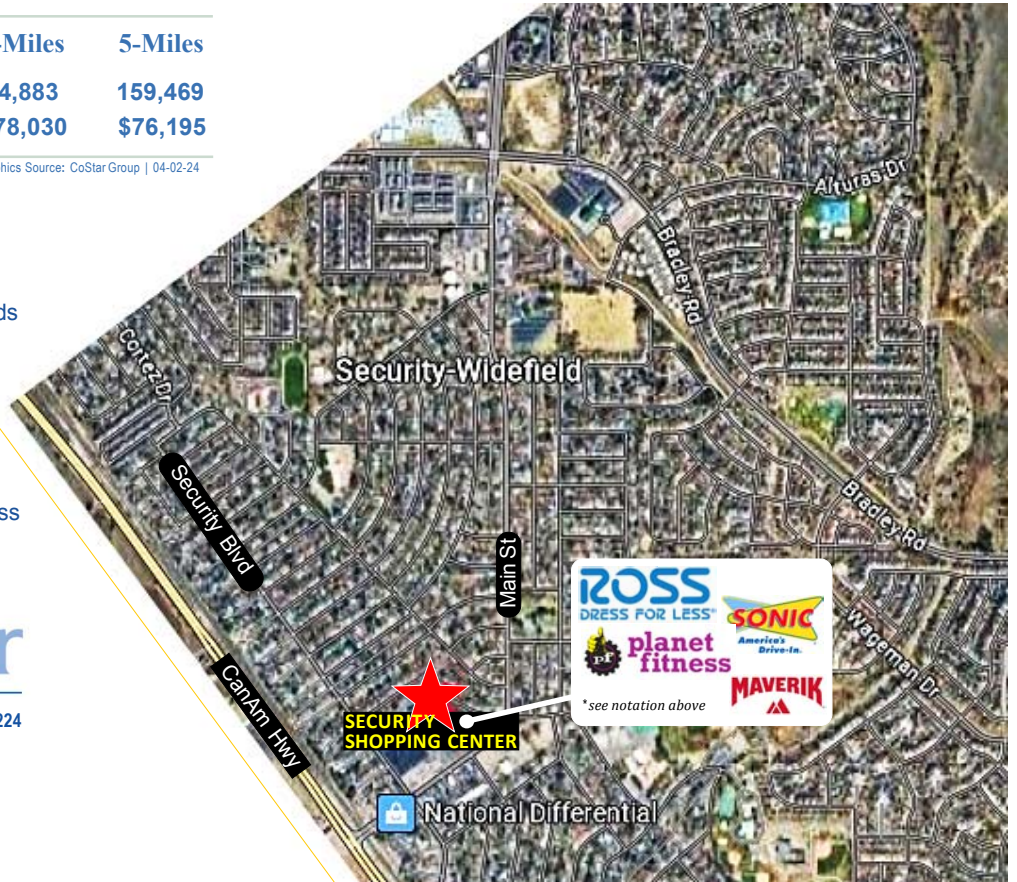 -Miles 5-Miles
4,883 159,469
78,030 $76,195
hics Source: CoStar Group | 04-02-24
ds
ss
r
224
Alturas Dr
Bradley Rd
Cortez Dr
Security-Widefield
Security Blvd
Bradley Rd
Main St
ROSS
DRESS FOR LESS
SONIC
America's
Drive-In.
pf
planet
fitness
MAVERIK
*see notation above
Wageman Dr
CanAm Hwy
SECURITY
SHOPPING CENTER
National Differential